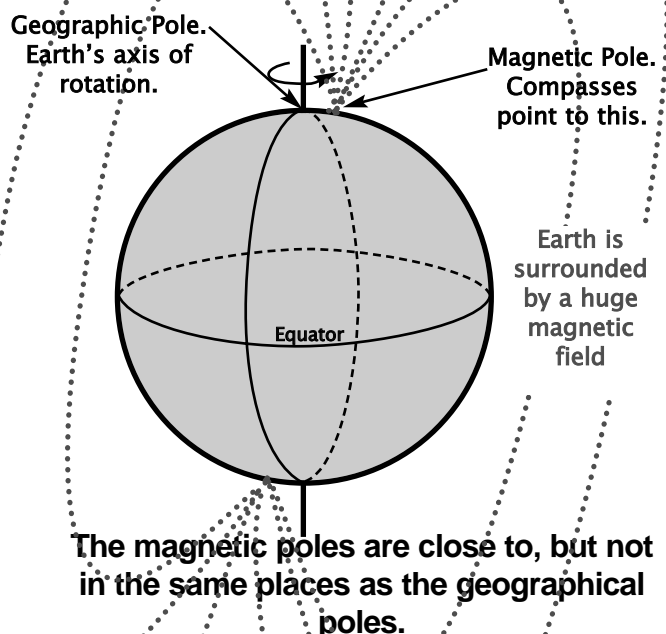 Geographic Pole.
Earth's axis of
rotation.
Magnetic Pole.
Compasses
point to this.
Earth is
surrounded
by a huge
magnetic
field
Equator
The magnetic poles are close to, but not
in the same places as the geographical
poles.